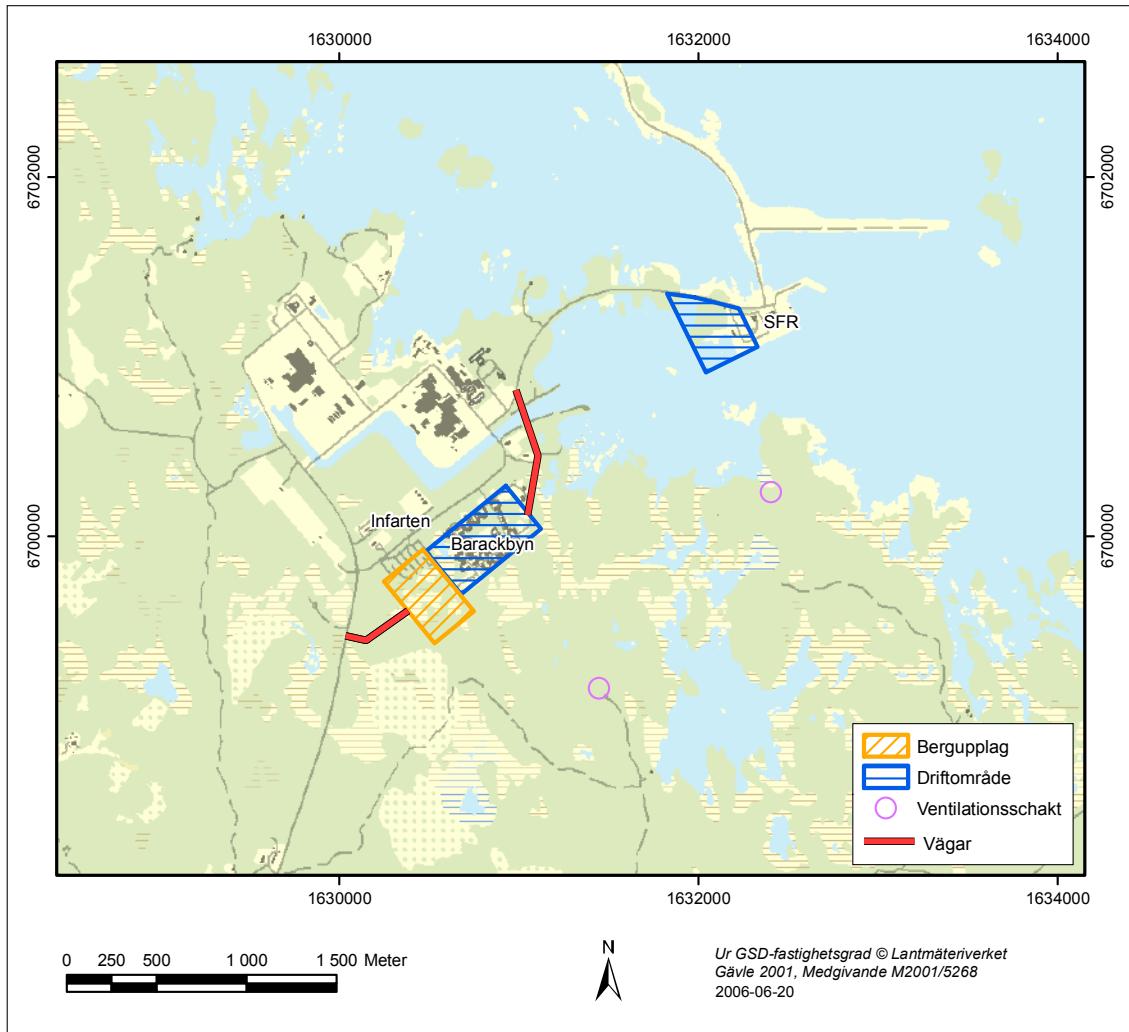 1630000 1632000 1634000
6702000 6702000
SFR
Infarten
6700000 6700000
Barackbyn
Bergupplag
Driftområde
Ventilationsschakt
Vägar
1630000 1632000 1634000
0 250 500 1 000 1 500 Meter
N
Ur GSD-fastighetsgrad © Lantmäteriverket
Gävle 2001, Medgivande M2001/5268
2006-06-20